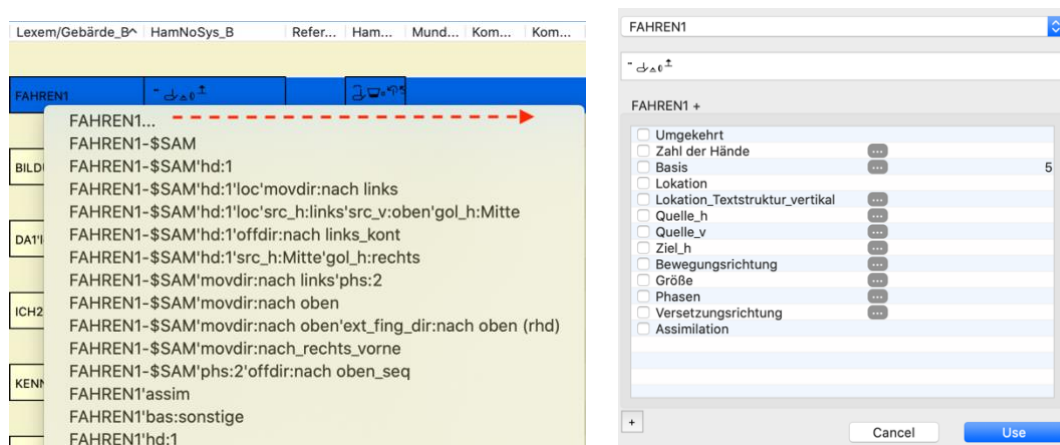 Lexem/Gebärde_B HamNoSys_B Refer... Ham... Mund... Kom... Kom...
FAHREN1
FAHREN1...
FAHREN1-$SAM
BILD
FAHREN1-$SAM'hd:1
FAHREN1-$SAM'hd:1'loc'movdir:nach links
FAHREN1-$SAM'hd:1'loc'src_h:links'src_v:oben'gol_h:Mitte
DA1'l
FAHREN1-$SAM'hd:1'offdir:nach links_kont
FAHREN1-$SAM'hd:1'src_h:Mitte'gol_h:rechts
FAHREN1-$SAM'movdir:nach links'phs:2
ICH2
FAHREN1-$SAM'movdir:nach oben
FAHREN1-$SAM'movdir:nach oben'ext_fing_dir:nach oben (rhd)
FAHREN1-$SAM'movdir:nach_rechts_vorne
KENN
FAHREN1-$SAM'phs:2'offdir:nach oben_seq
FAHREN1'assim
FAHREN1'bas:sonstige
FAHREN1'hd:1
FAHREN1
FAHREN1 +
Umgekehrt
Zahl der Hände ...
Basis ... 5
Lokation
Lokation_Textstruktur_vertikal ...
Quelle_h ...
Quelle_v ...
Ziel_h ...
Bewegungsrichtung ...
Größe ...
Phasen ...
Versetzungsrichtung ...
Assimilation
+
Cancel Use